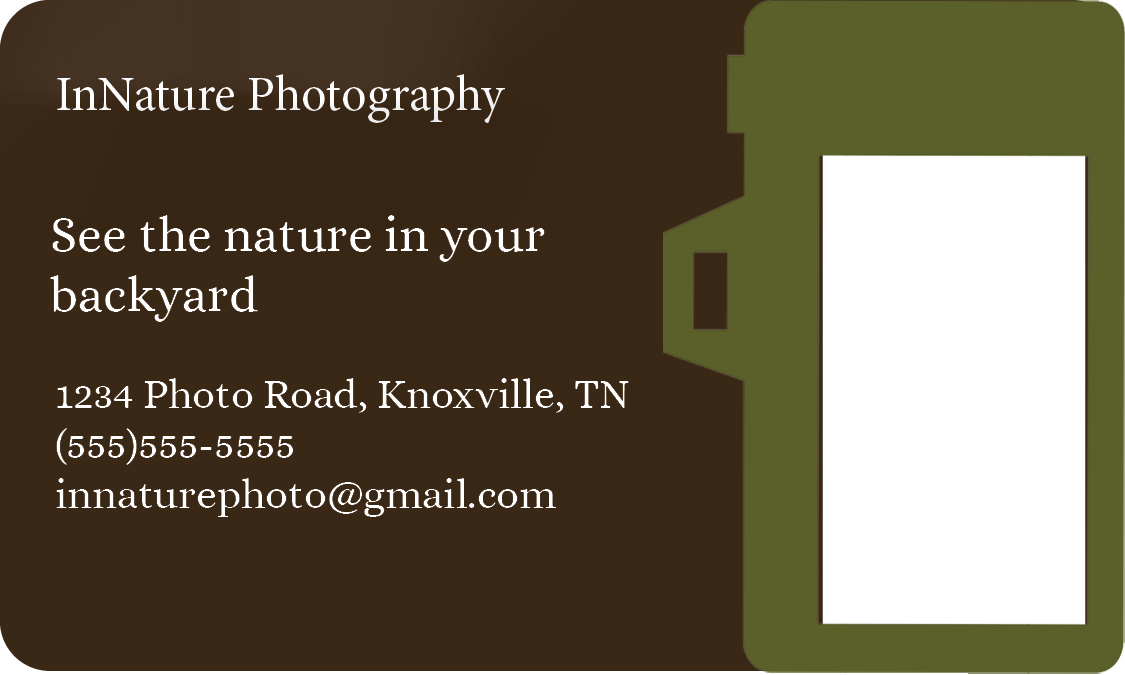 InNature Photography
See the nature in your
backyard
1234 Photo Road, Knoxville, TN
(555)555-5555
innaturephoto@gmail.com